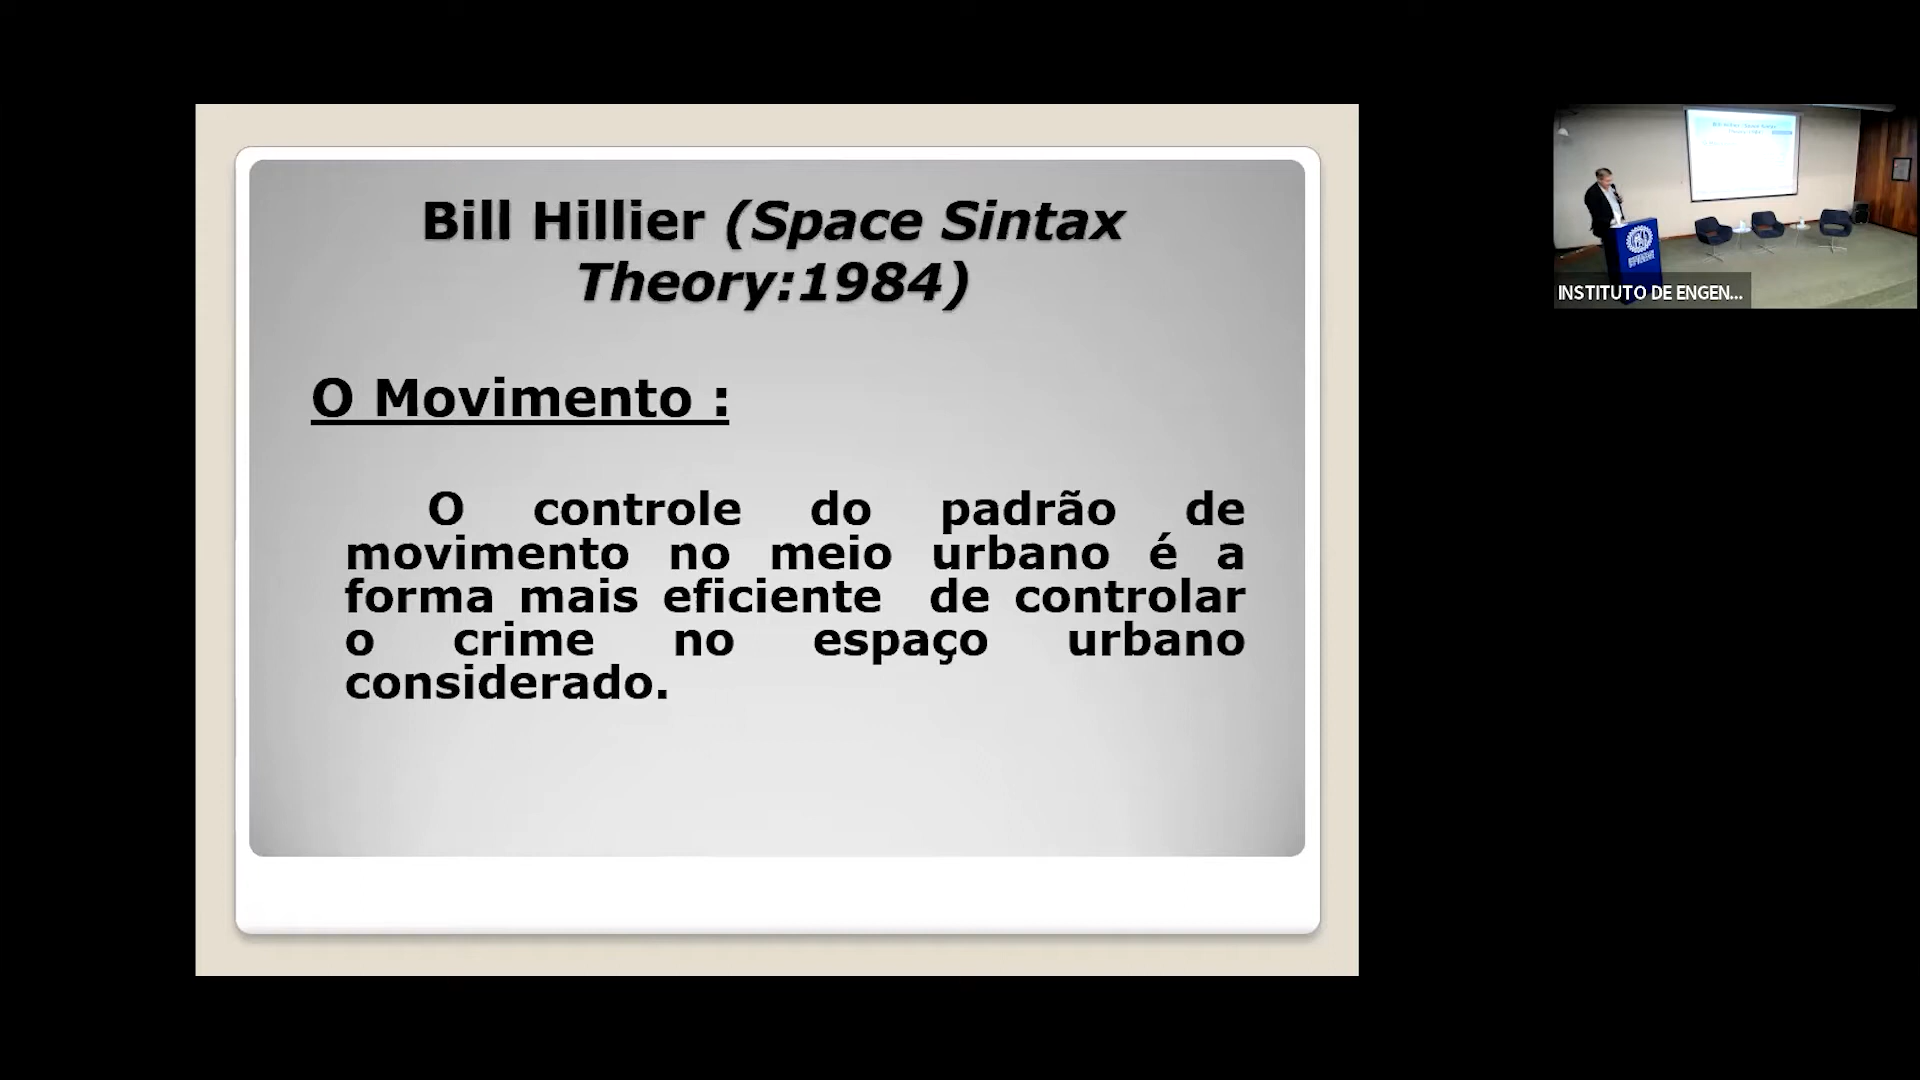 Bill Hillier (Space Sintax
Theory:1984)
O Movimento :
O controle do padrão de
movimento no meio urbano é a
forma mais eficiente de controlar
o crime no espaço urbano
considerado.
INSTITUTO DE ENGEN...